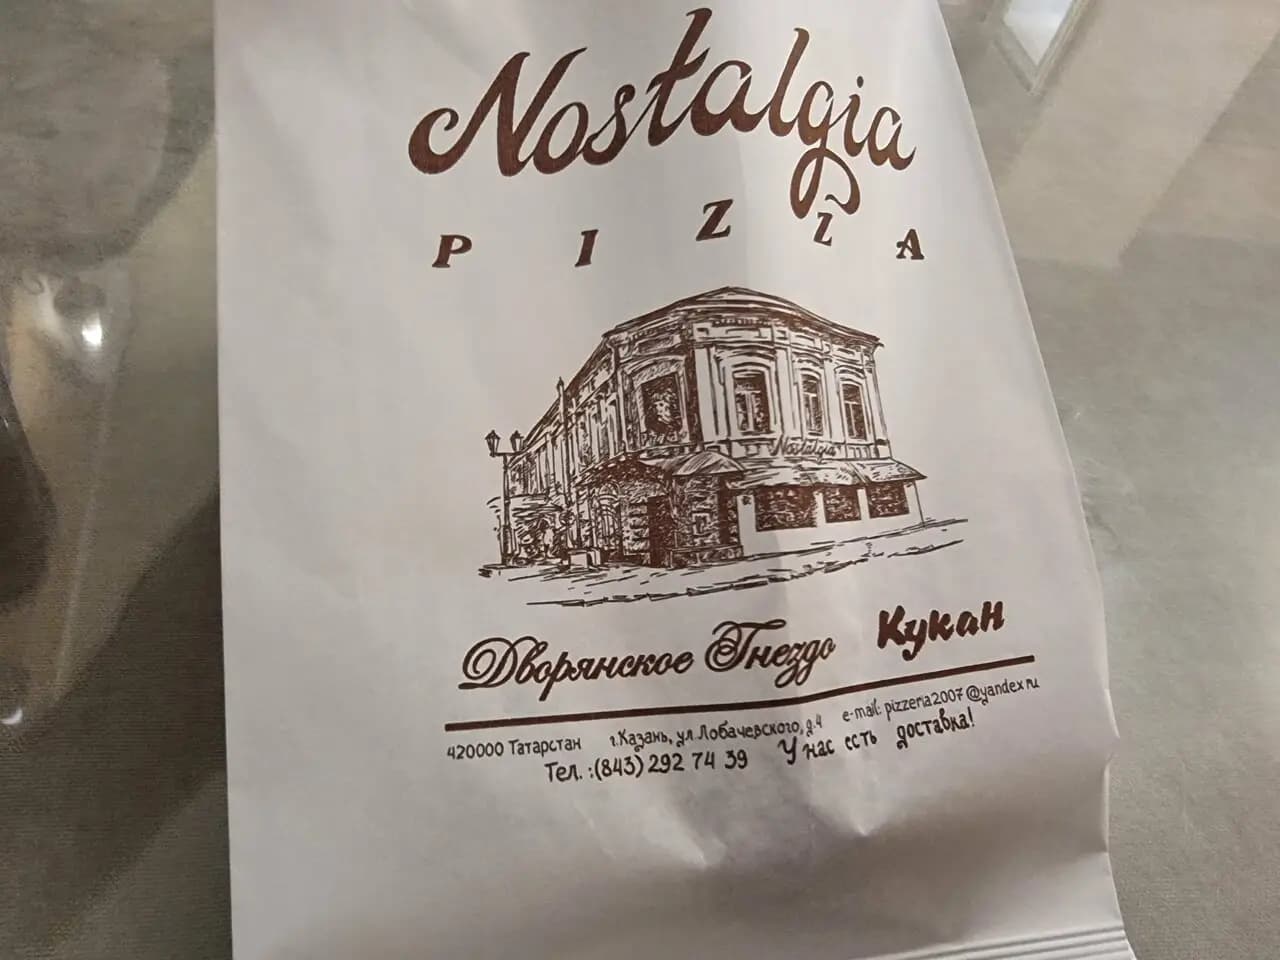 Nostalgia
PIZZA
Nostalgia
Дворянское Гнездо Кукан
420000 Татарстан г.Казань, ул.Лобачевского, д.4 e-mail: pizzeria2007@yandex.ru
Тел.:(843) 292 74 39 У нас есть доставка!